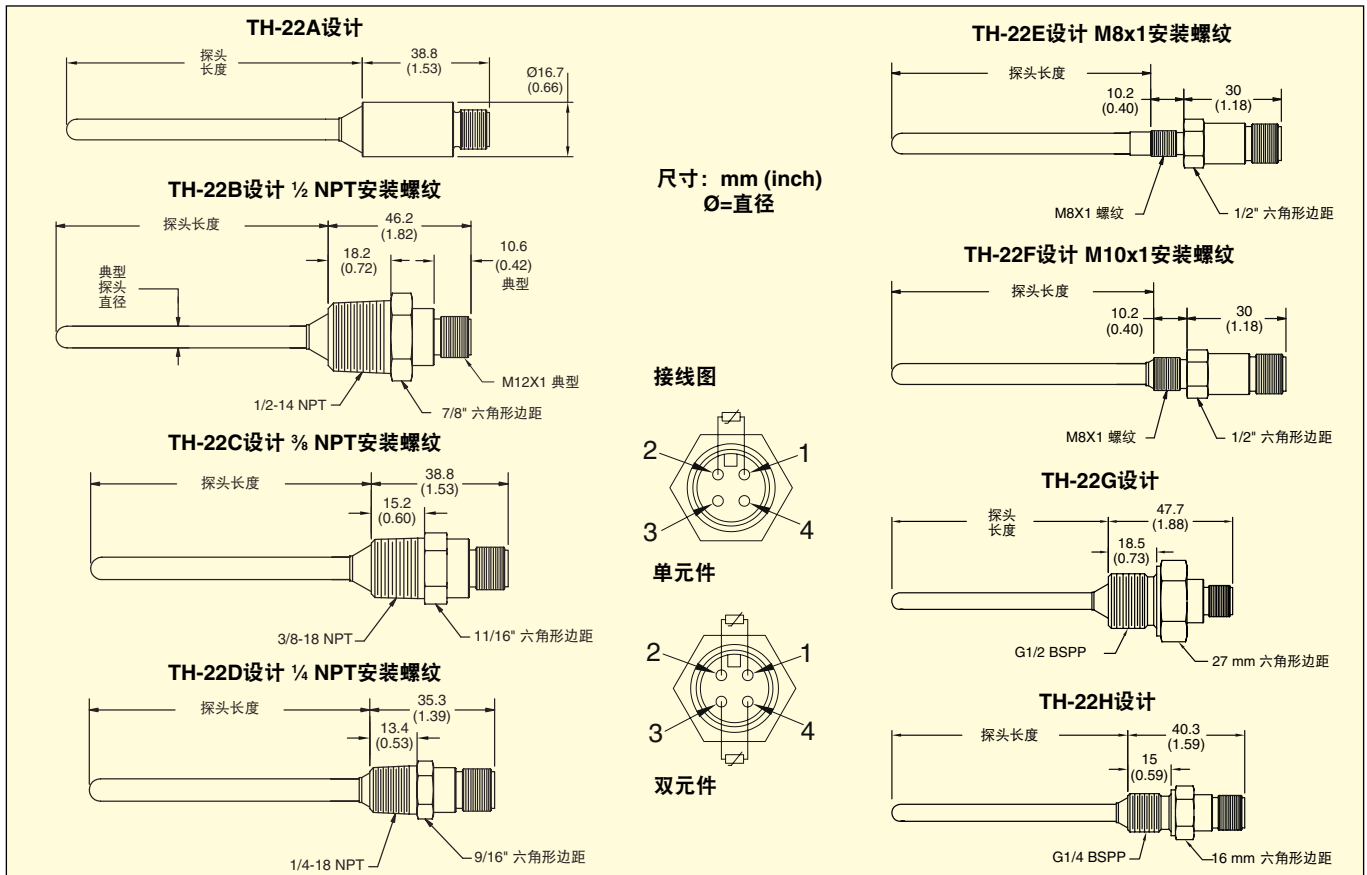 TH-22A设计
探头
长度
38.8
(1.53)
Ø16.7
(0.66)
TH-22B设计 ½ NPT安装螺纹
探头长度
46.2
(1.82)
18.2
(0.72)
10.6
(0.42)
典型
典型
探头
直径
M12X1 典型
1/2-14 NPT
7/8" 六角形边距
TH-22C设计 ⅜ NPT安装螺纹
探头长度
38.8
(1.53)
15.2
(0.60)
3/8-18 NPT
11/16" 六角形边距
TH-22D设计 ¼ NPT安装螺纹
探头长度
35.3
(1.39)
13.4
(0.53)
1/4-18 NPT
9/16" 六角形边距
尺寸：mm (inch)
Ø=直径
接线图
2
1
3
4
单元件
2
1
3
4
双元件
TH-22E设计 M8x1安装螺纹
探头长度
10.2
(0.40)
30
(1.18)
M8X1 螺纹
1/2" 六角形边距
TH-22F设计 M10x1安装螺纹
探头长度
10.2
(0.40)
30
(1.18)
M8X1 螺纹
1/2" 六角形边距
TH-22G设计
探头
长度
47.7
(1.88)
18.5
(0.73)
G1/2 BSPP
27 mm 六角形边距
TH-22H设计
探头长度
40.3
(1.59)
15
(0.59)
G1/4 BSPP
16 mm 六角形边距